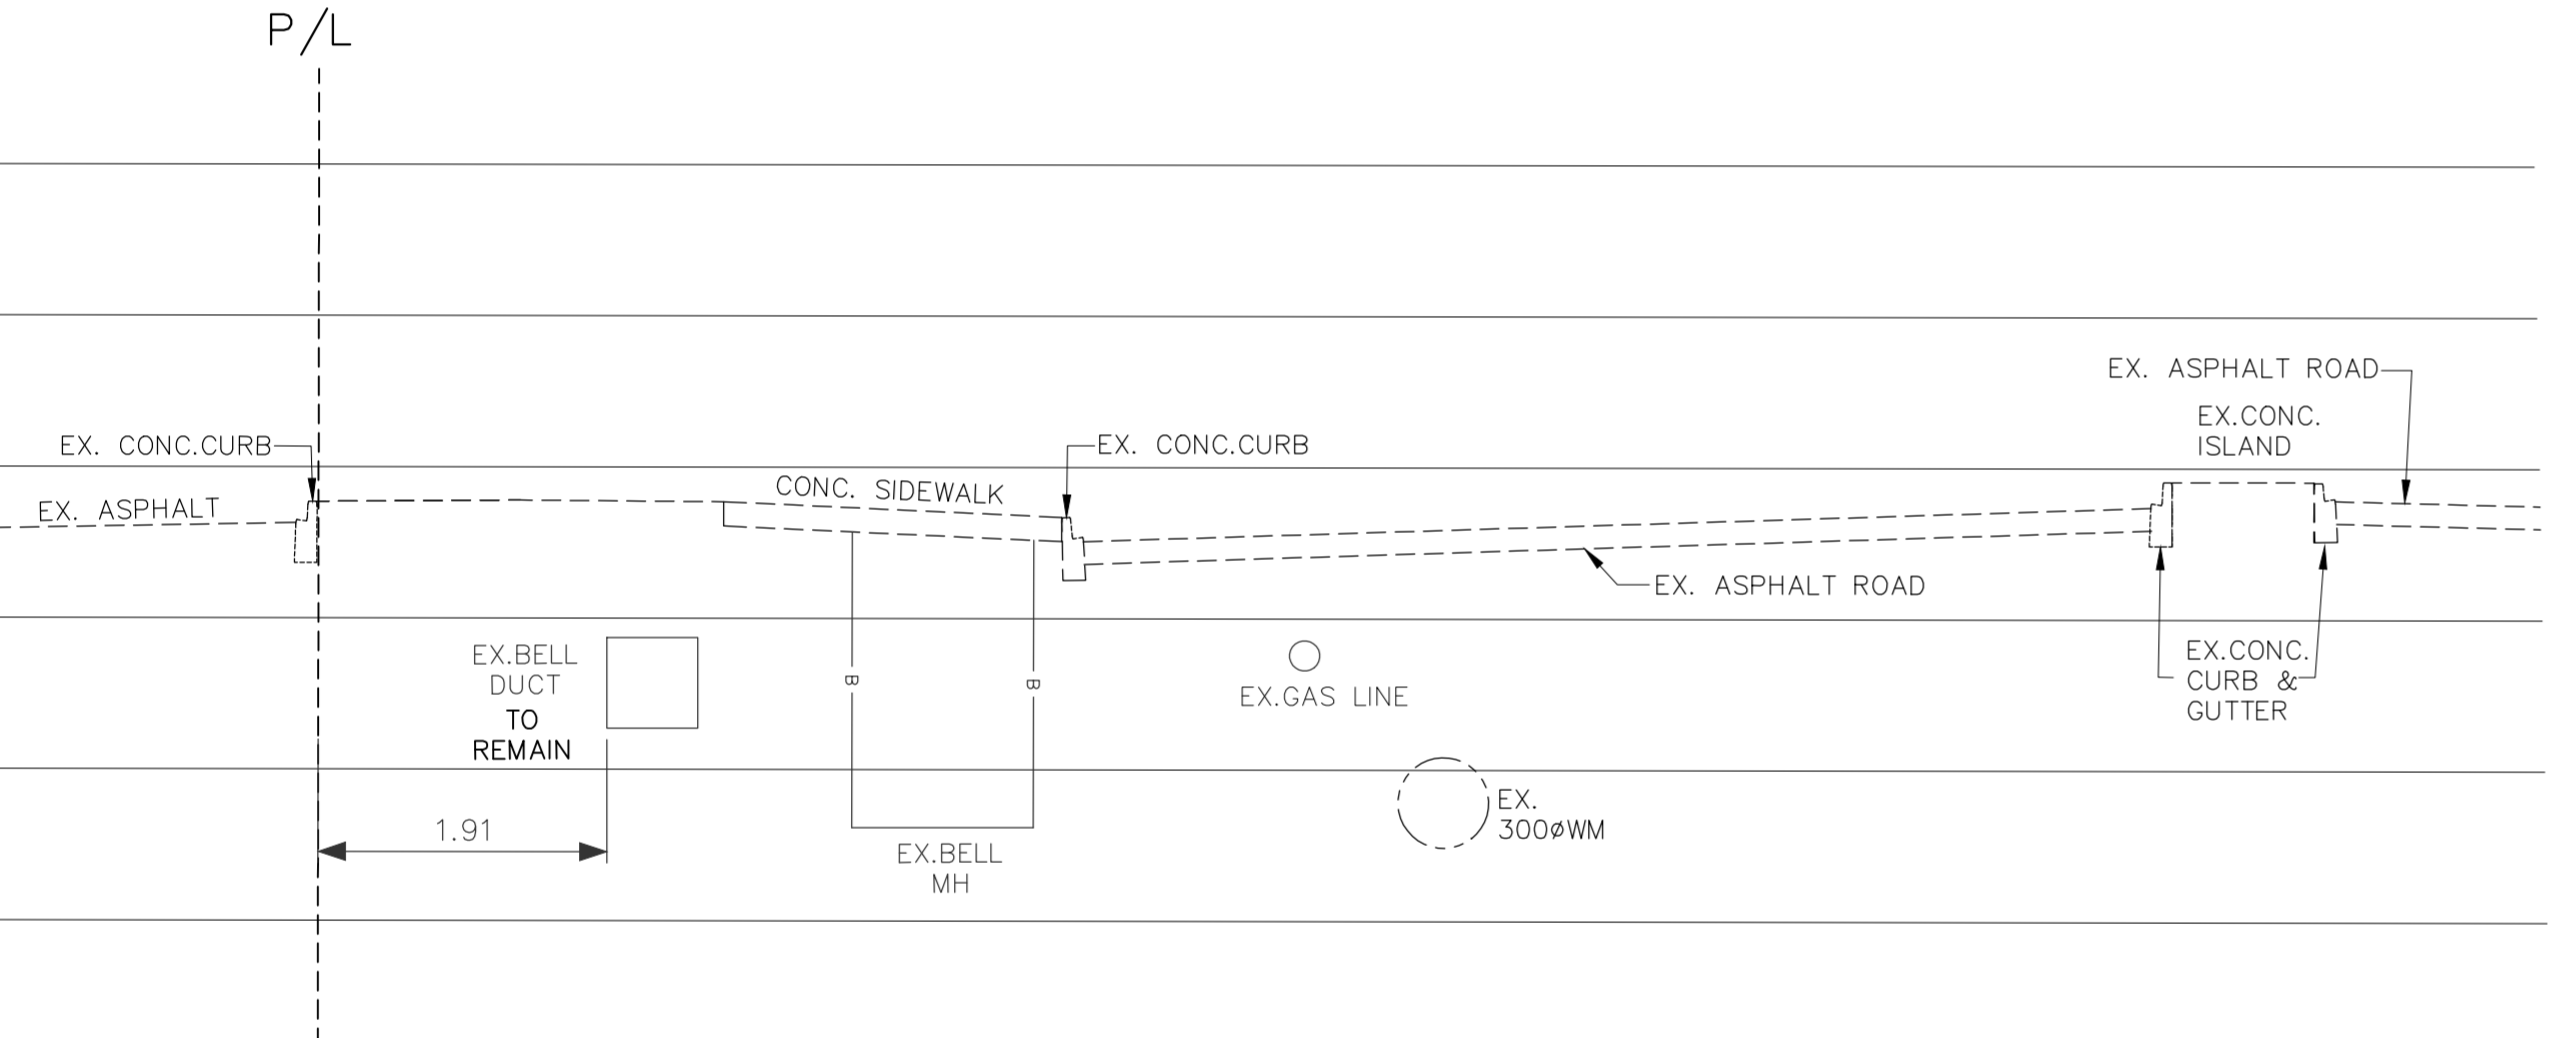 P/L
EX. ASPHALT ROAD
EX.CONC.
ISLAND
EX. CONC.CURB
EX. CONC.CURB
CONC. SIDEWALK
EX. ASPHALT
EX. ASPHALT ROAD
EX.BELL
DUCT
TO
REMAIN
B
B
EX.GAS LINE
EX.CONC.
CURB &
GUTTER
1.91
EX.BELL
MH
EX.
300øWM